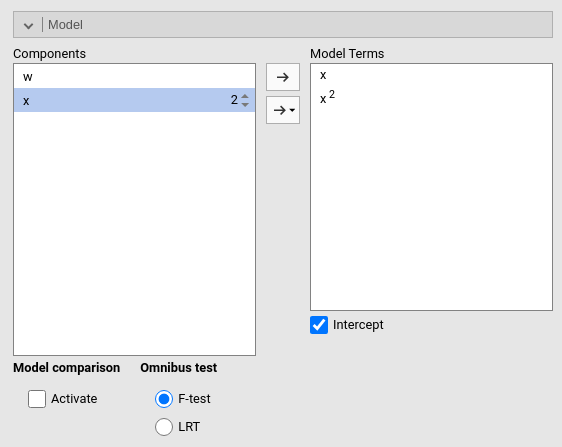 Model
Components
Model Terms
w
x 2
x
x 2
Intercept
Model comparison
Omnibus test
Activate
F-test
LRT